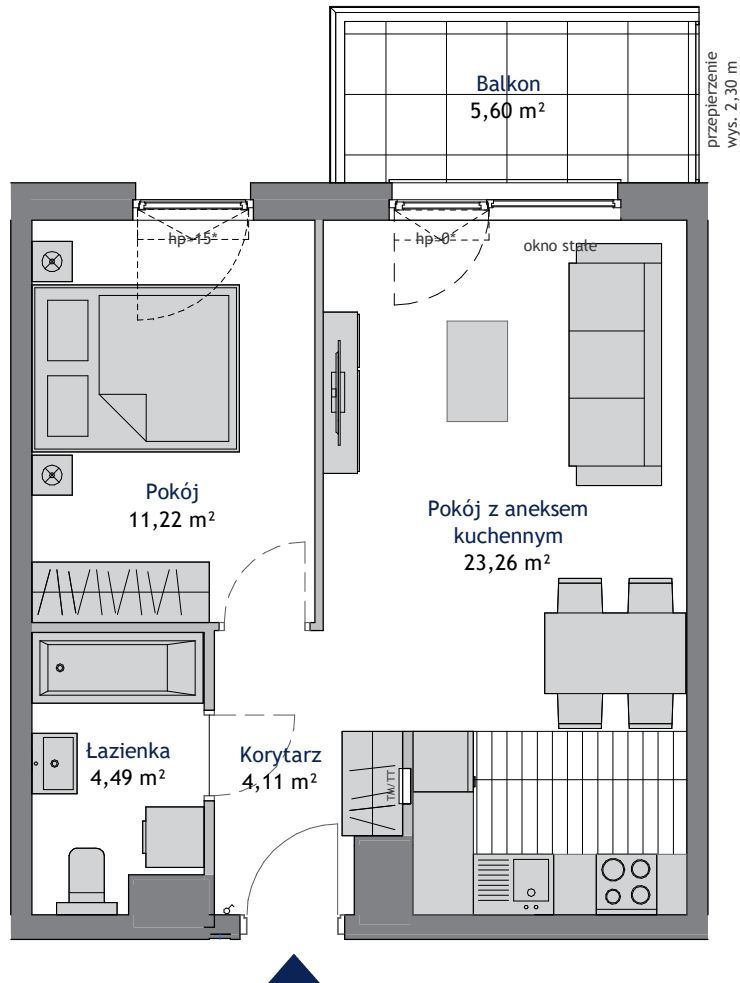 Balkon
5,60 m²
przepierzenie
wys. 2,30 m
hp=15*
hp=0*
okno stałe
Pokój
11,22 m²
Pokój z aneksem
kuchennym
23,26 m²
Łazienka
4,49 m²
Korytarz
4,11 m²
TM/TT